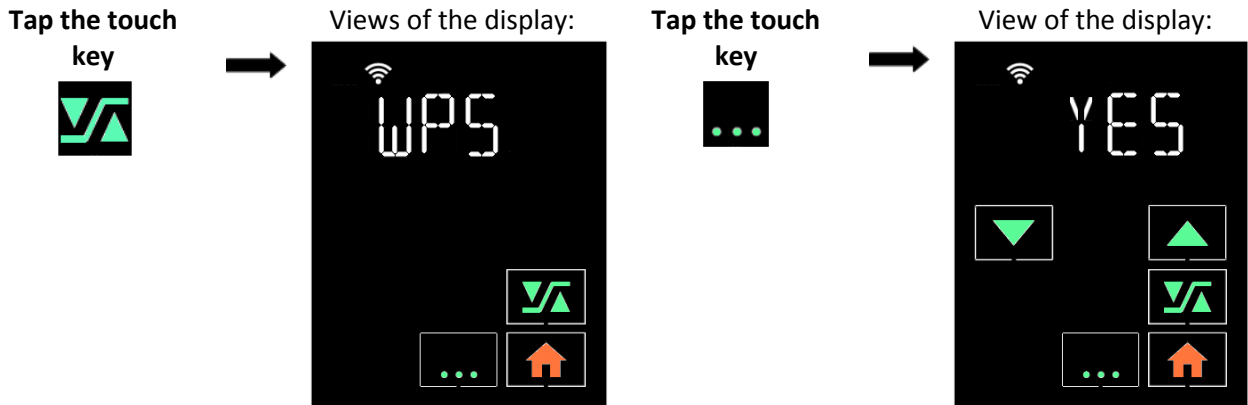 Tap the touch
key
Views of the display:
WPS
Tap the touch
key
View of the display:
YES